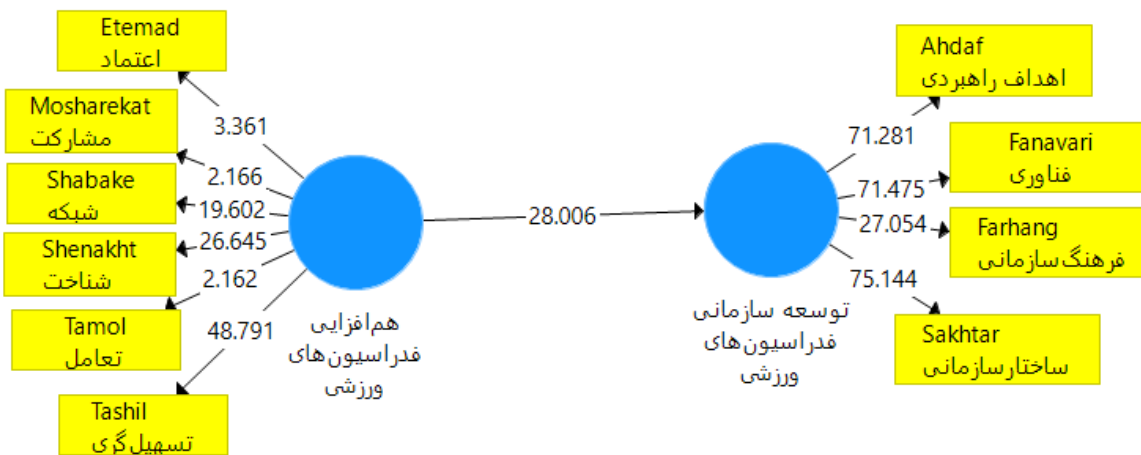 Etemad
اعتماد
3.361
Mosharekat
مشارکت
2.166
Shabake
شبکه
19.602
Shenakht
شناخت
26.645
Tamol
تعامل
2.162
Tashil
تسهیل‌گری
48.791
هم‌افزایی
فدراسیون‌های
ورزشی
28.006
توسعه سازمانی
فدراسیون‌های
ورزشی
Ahdaf
اهداف راهبردی
71.281
Fanavari
فناوری
71.475
Farhang
فرهنگ‌سازمانی
27.054
Sakhtar
ساختارسازمانی
75.144